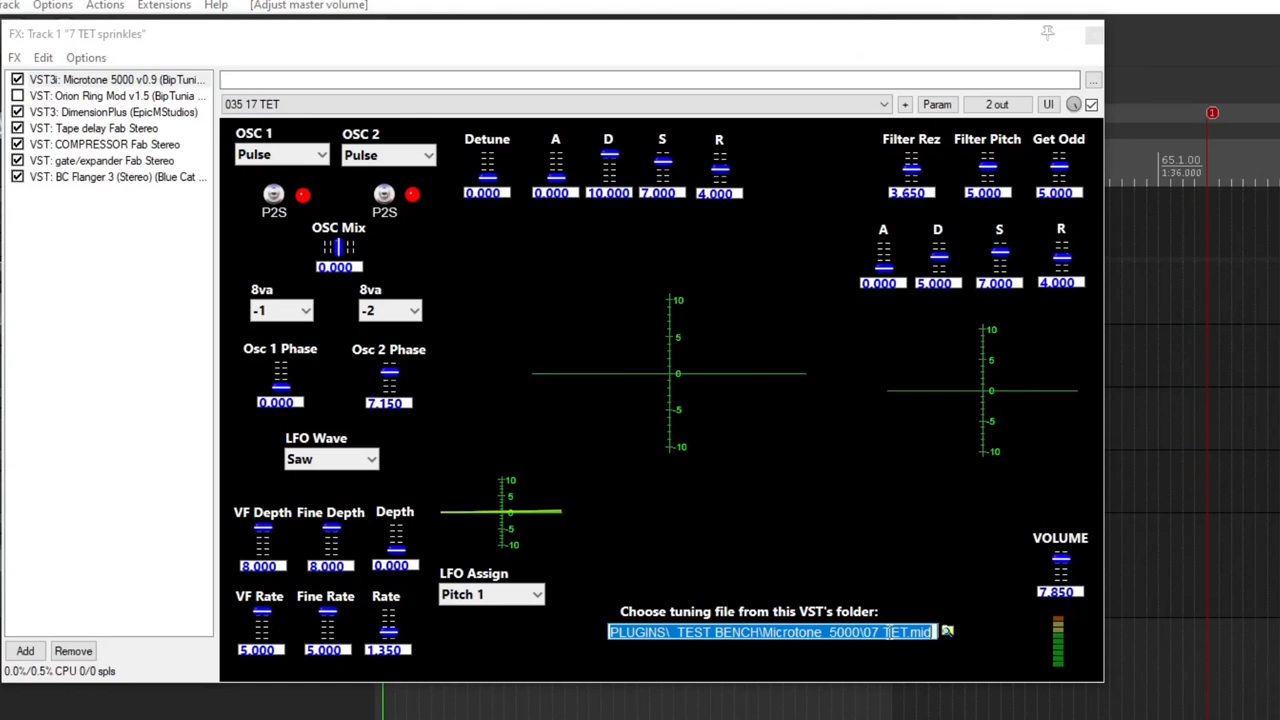 rack Options Actions Extensions Help [Adjust master volume]
FX: Track 1 "7 TET sprinkles"
FX Edit Options
VST3i: Microtone 5000 v0.9 (BipTuni...
VST: Orion Ring Mod v1.5 (BipTunia ...
VST3: DimensionPlus (EpicMStudios)
VST: Tape delay Fab Stereo
VST: COMPRESSOR Fab Stereo
VST: gate/expander Fab Stereo
VST: BC Flanger 3 (Stereo) (Blue Cat ...
Add Remove
0.0%/0.5% CPU 0/0 spls
...
035 17 TET + Param 2 out UI
OSC 1 OSC 2
Pulse Pulse
P2S P2S
OSC Mix
0.000
8va 8va
-1 -2
Osc 1 Phase Osc 2 Phase
0.000 7.150
LFO Wave
Saw
VF Depth Fine Depth Depth
8.000 8.000 0.000
VF Rate Fine Rate Rate
5.000 5.000 1.350
Detune A D S R
0.000 0.000 10.000 7.000 4.000
Filter Rez Filter Pitch Get Odd
3.650 5.000 5.000
A D S R
0.000 5.000 7.000 4.000
10
5
0
-5
-10
10
5
0
-5
-10
10
5
0
-5
-10
LFO Assign
Pitch 1
Choose tuning file from this VST's folder:
PLUGINS\_TEST BENCH\Microtone_5000\07 TET.mid
VOLUME
7.850
1
65.1.00
1:36.000